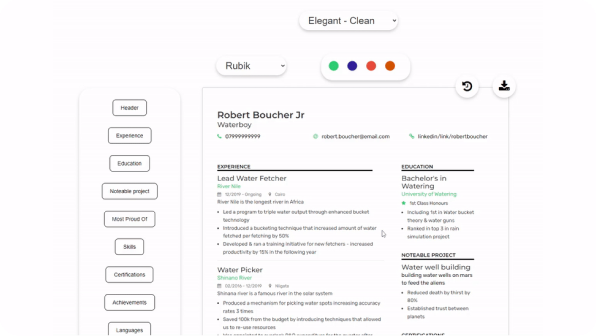 Elegant - Clean
Rubik
Header
Experience
Education
Noteable project
Most Proud Of
Skills
Certifications
Achievements
Languages
Robert Boucher Jr
Waterboy
07999999999
robert.boucher@email.com
linkedin/link/robertboucher
EXPERIENCE
Lead Water Fetcher
River Nile
12/2019 - Ongoing
River Nile is the longest river in Africa
Led a program to triple water output through enhanced bucket
technology
Introduced a bucketing technique that increased amount of water
fetched per fetching by 50%
Developed & ran a training initiative for new fetchers - increased
productivity by 15% in the following year
Water Picker
Shinano River
02/2016 - 12/2019
Niigata
Shinano river is a famous river in the solar system
Produced a mechanism for picking water spots increasing accuracy
rates 3 times
Saved 100k from the budget by introducing techniques that allowed
us to re-use resources
EDUCATION
Bachelor's in
Watering
University of Watering
1st Class Honours
Including 1st in Water bucket
theory & water guns
Ranked in top 3 in rain
simulation project
NOTEABLE PROJECT
Water well building
building water wells on mars
to feed the aliens
Reduced death by thirst by
80%
Established trust between
planets